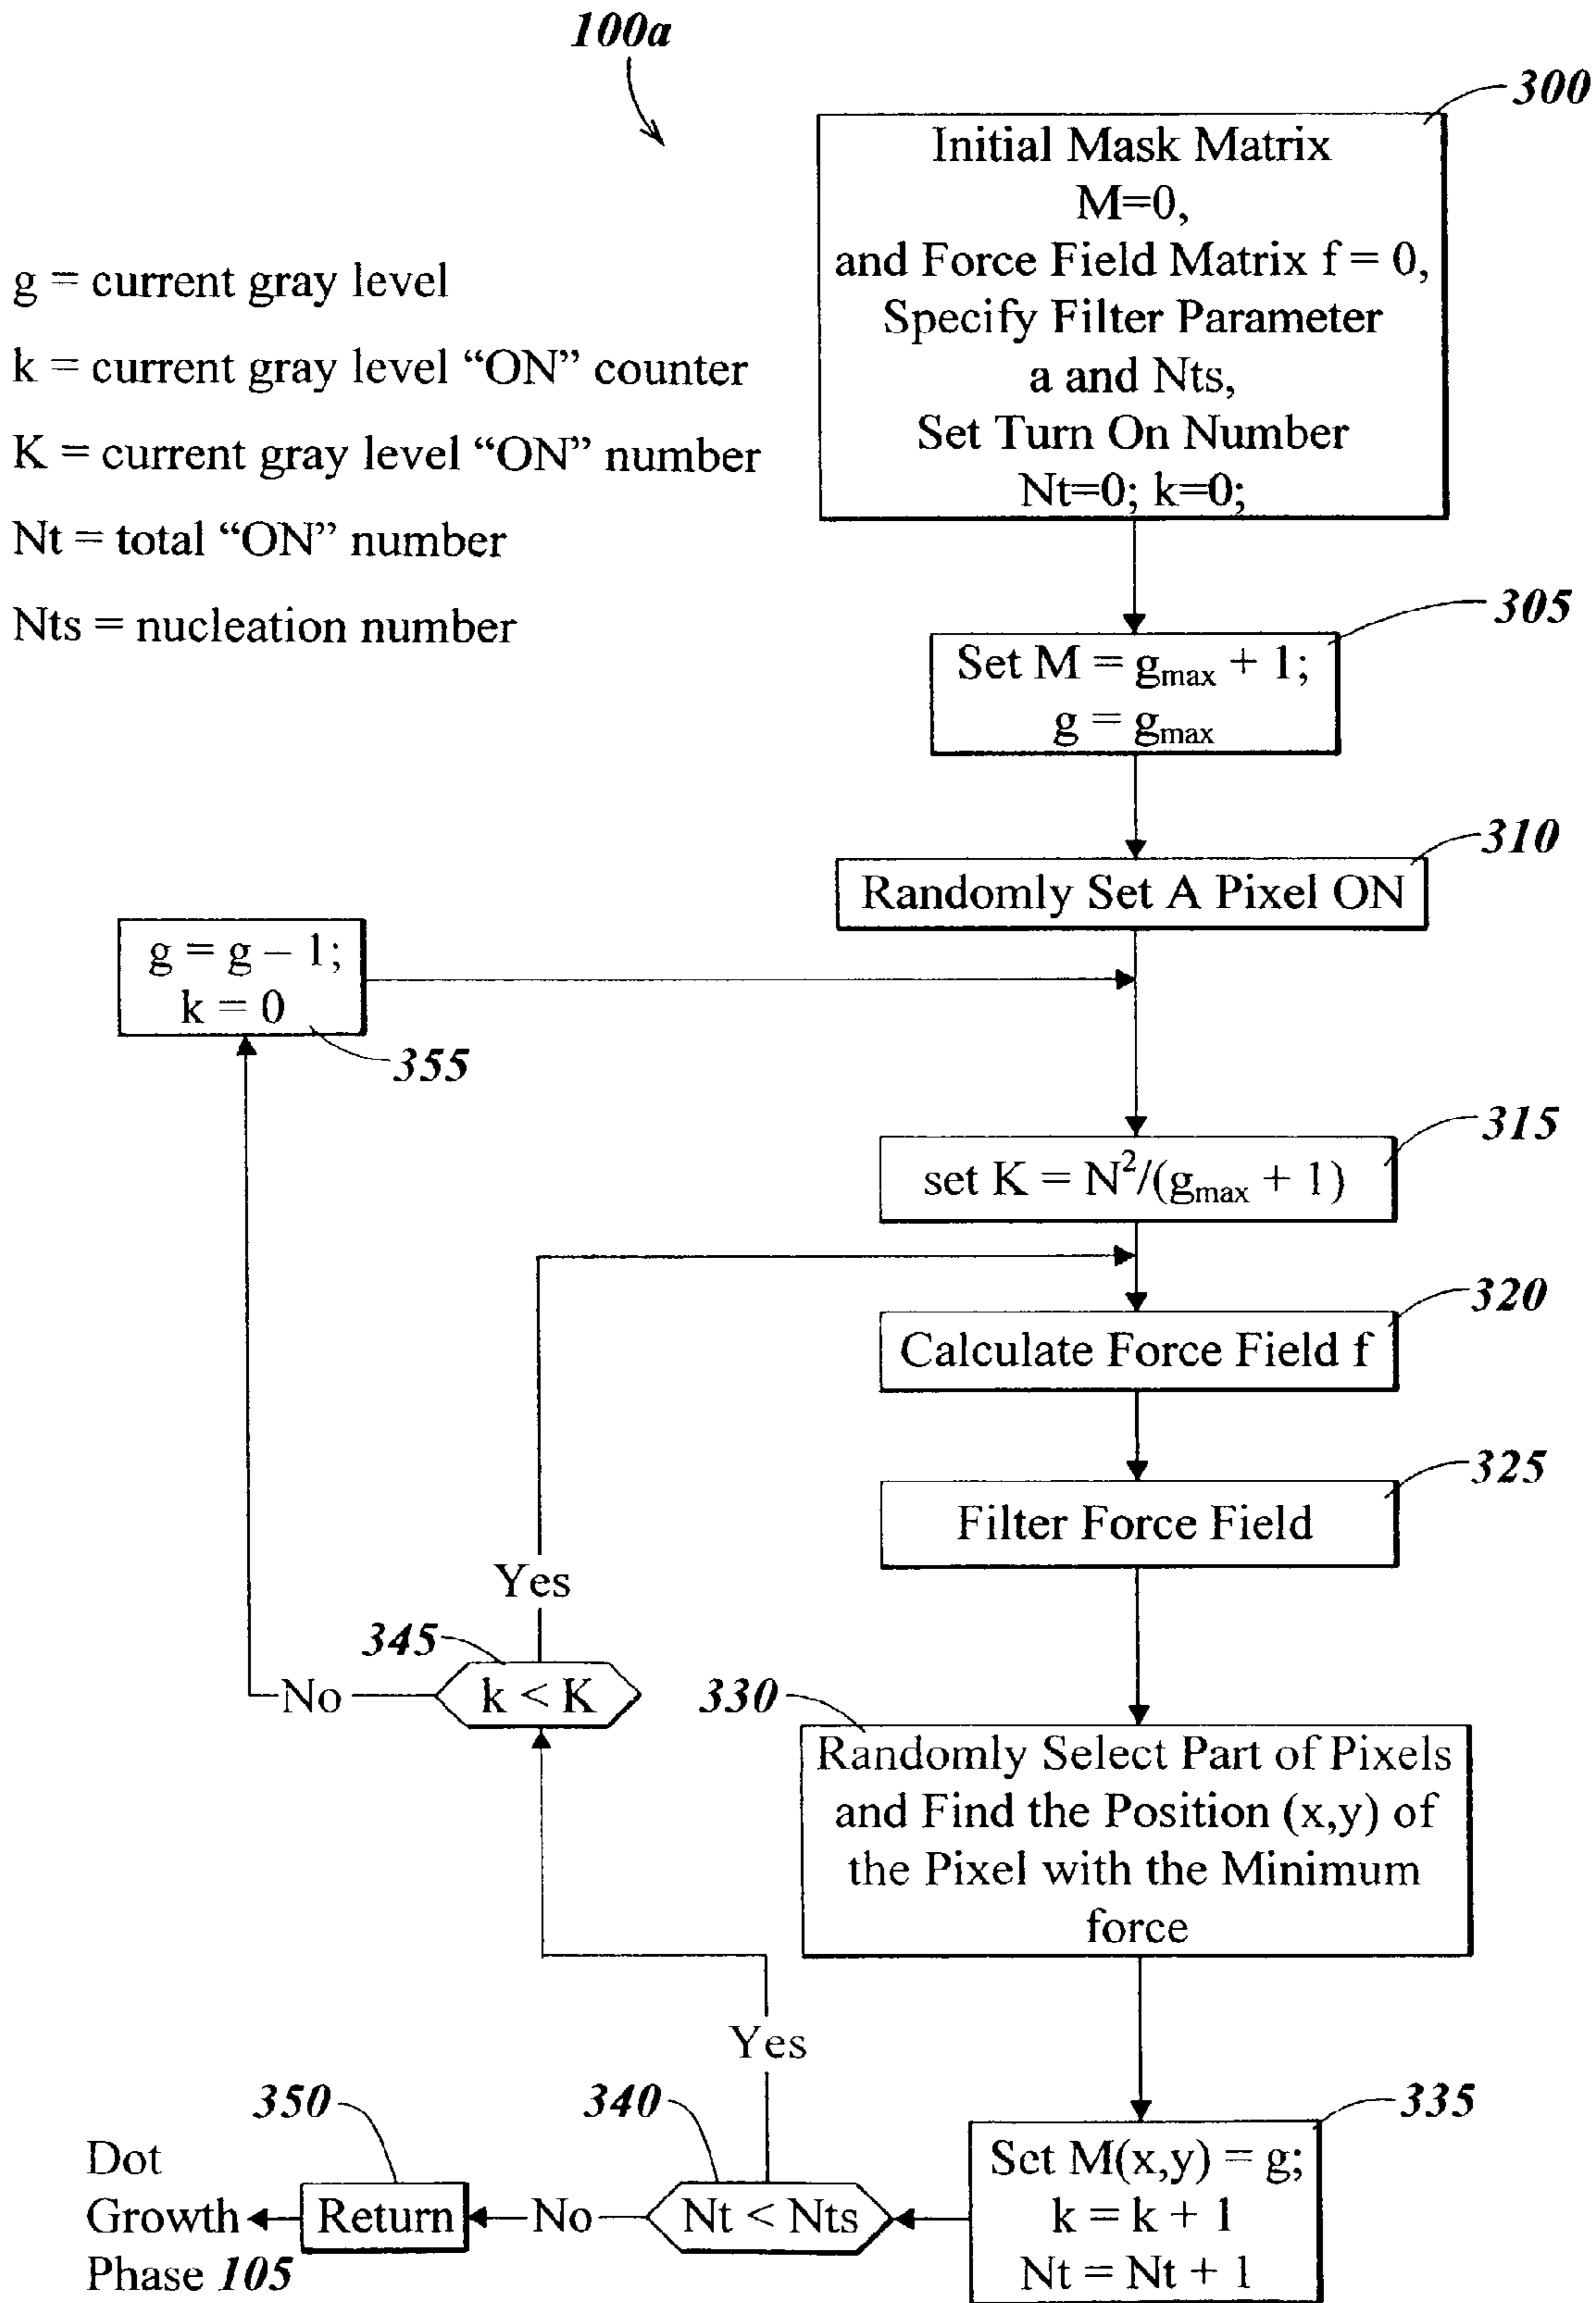 100a
300
Initial Mask Matrix
M=0,
and Force Field Matrix f = 0,
Specify Filter Parameter
a and Nts,
Set Turn On Number
Nt=0; k=0;
g = current gray level
k = current gray level “ON” counter
K = current gray level “ON” number
Nt = total “ON” number
Nts = nucleation number
305
Set M = gmax + 1;
g = gmax
310
Randomly Set A Pixel ON
g = g – 1;
k = 0
355
315
set K = N²/(gmax + 1)
320
Calculate Force Field f
325
Filter Force Field
Yes
345
k < K
No
330
Randomly Select Part of Pixels
and Find the Position (x,y) of
the Pixel with the Minimum
force
Yes
335
Set M(x,y) = g;
k = k + 1
Nt = Nt + 1
340
Nt < Nts
No
350
Return
Dot
Growth
Phase 105